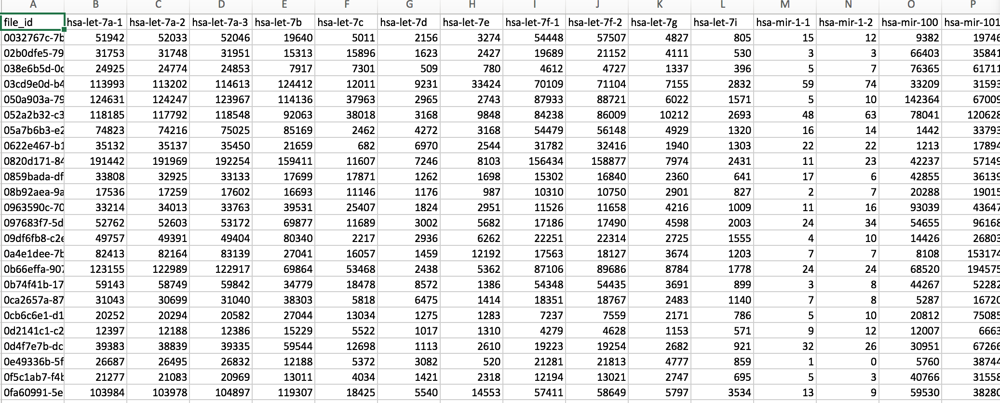 A B C D E F G H I J K L M N O P
file_id hsa-let-7a-1 hsa-let-7a-2 hsa-let-7a-3 hsa-let-7b hsa-let-7c hsa-let-7d hsa-let-7e hsa-let-7f-1 hsa-let-7f-2 hsa-let-7g hsa-let-7i hsa-mir-1-1 hsa-mir-1-2 hsa-mir-100 hsa-mir-101
0032767c-7b 51942 52033 52046 19640 5011 2156 3274 54448 57507 4827 805 15 12 9382 19746
02b0dfe5-79 31753 31748 31951 15313 15896 1623 2427 19689 21152 4111 530 3 3 66403 35841
038e6b5d-0c 24925 24774 24853 7917 7301 509 780 4612 4727 1337 396 5 7 76365 61711
03cd9e0d-b4 113993 113202 114613 124412 12011 9231 33424 70109 71104 7155 2832 59 74 33209 31593
050a903a-79 124631 124247 123967 114136 37963 2965 2743 87933 88721 6022 1571 5 10 142364 67009
052a2b32-c3 118185 117792 118548 92063 38018 3168 9848 84238 86009 10212 2693 48 63 78041 120628
05a7b6b3-e2 74823 74216 75025 85169 2462 4272 3168 54479 56148 4929 1320 16 14 1442 33793
0622e467-b1 35132 35137 35450 21659 682 6970 2544 31782 32416 1940 1303 22 22 1213 17894
0820d171-84 191442 191969 192254 159411 11607 7246 8103 156434 158877 7974 2431 11 23 42237 57149
0859bada-df 33808 32925 33133 17699 17871 1262 1698 15302 16840 2360 641 17 6 42855 36139
08b92aea-9a 17536 17259 17602 16693 11146 1176 987 10310 10750 2901 827 2 7 20288 19015
0963590c-70 33214 34013 33763 39531 25407 1824 2951 11526 11658 4216 1009 11 16 93039 43647
097683f7-5d 52762 52603 53172 69877 11689 3002 5682 17186 17490 4598 2003 24 34 54655 96168
09df6fb8-c2e 49757 49391 49404 80340 2217 2936 6262 22251 22314 2725 1555 4 10 14426 26803
0a4e1dee-7b 82413 82164 83139 27041 16057 1459 12192 17563 18127 3674 1203 7 7 8108 153174
0b66effa-907 123155 122989 122917 69864 53468 2438 5362 87106 89686 8784 1778 24 24 68520 194575
0b74f41b-17 59143 58749 59842 34779 18478 8572 1386 54348 54435 3691 899 3 8 44267 52282
0ca2657a-87 31043 30699 31040 38303 5818 6475 1414 18351 18767 2483 1140 7 8 5287 16720
0cb6c6e1-d1 20252 20294 20582 27044 13034 1275 1283 7237 7559 2171 786 5 10 20812 75085
0d2141c1-c2 12397 12188 12386 15229 5522 1017 1310 4279 4628 1153 571 9 12 12007 6663
0d4f7e7b-dc 39383 38839 39335 59544 12698 1113 2610 19223 19254 2682 921 32 26 30951 67266
0e49336b-5f 26687 26495 26832 12188 5372 3082 520 21281 21813 4777 859 1 0 5760 38744
0f5c1ab7-f4b 21277 21083 20969 13011 4034 1421 2318 12194 13021 2747 695 5 3 40766 31558
0fa60991-5e 103984 103978 104897 119307 18425 5540 14553 57411 58649 5797 3534 13 9 59530 38280